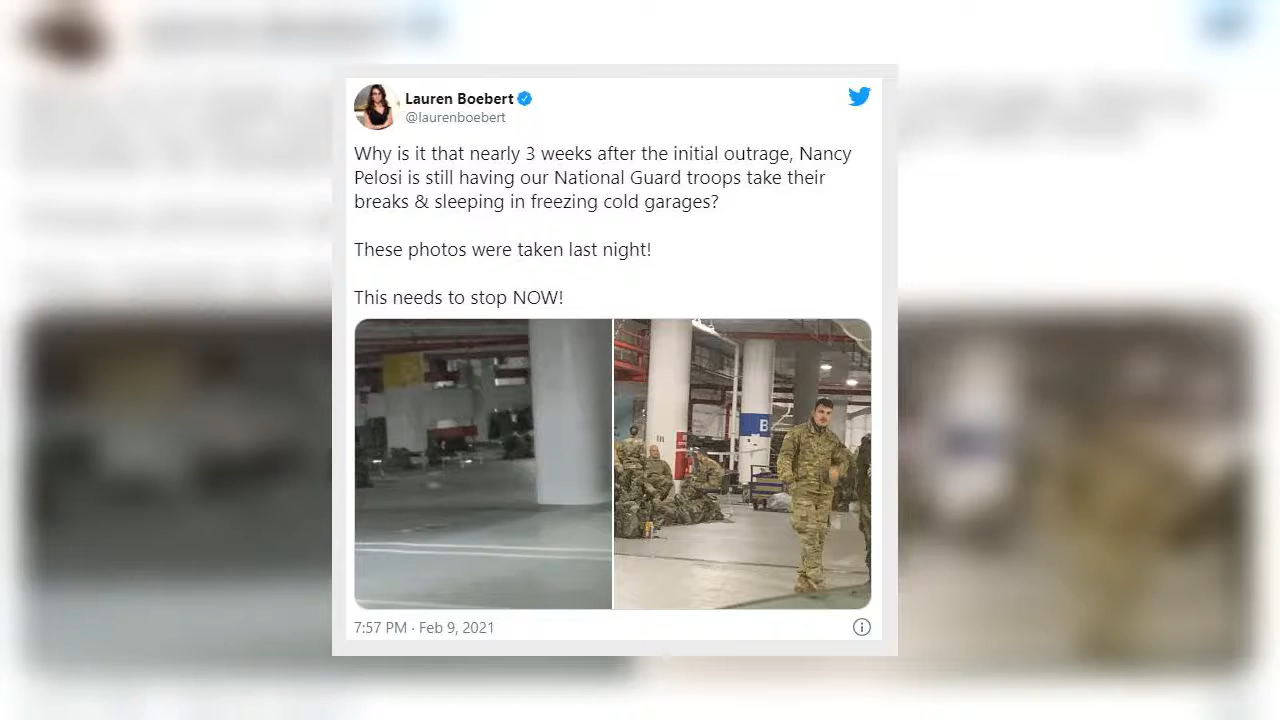 Lauren Boebert
@laurenboebert
Why is it that nearly 3 weeks after the initial outrage, Nancy
Pelosi is still having our National Guard troops take their
breaks & sleeping in freezing cold garages?
These photos were taken last night!
This needs to stop NOW!
B
7:57 PM · Feb 9, 2021